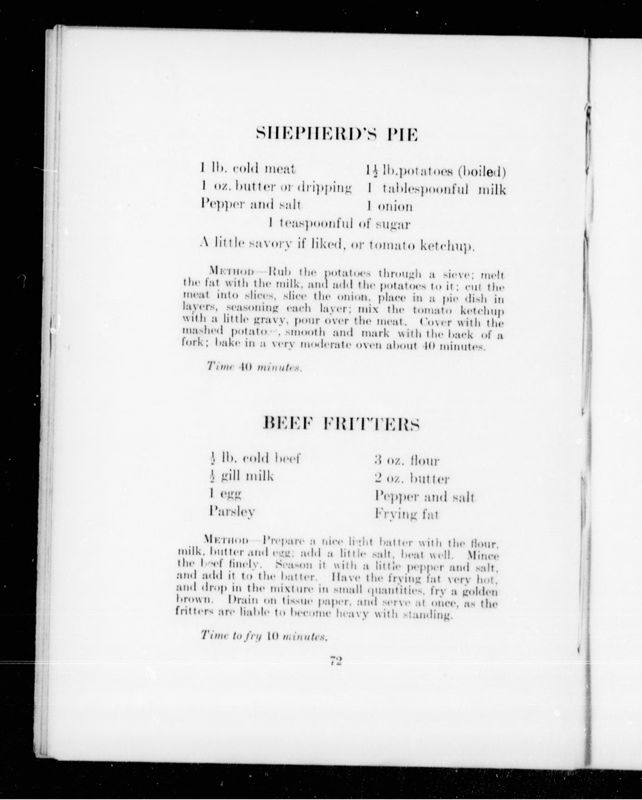 SHEPHERD'S PIE
1 lb. cold meat 1½ lb. potatoes (boiled)
1 oz. butter or dripping 1 tablespoonful milk
Pepper and salt 1 onion
1 teaspoonful of sugar
A little savory if liked, or tomato ketchup.
METHOD—Rub the potatoes through a sieve; melt
the fat with the milk, and add the potatoes to it; cut the
meat into slices, slice the onion, place in a pie dish in
layers, seasoning each layer; mix the tomato ketchup
with a little gravy, pour over the meat. Cover with the
mashed potatoes, smooth and mark with the back of a
fork; bake in a very moderate oven about 40 minutes.
Time 40 minutes.
BEEF FRITTERS
½ lb. cold beef 3 oz. flour
½ gill milk 2 oz. butter
1 egg Pepper and salt
Parsley Frying fat
METHOD—Prepare a nice light batter with the flour,
milk, butter and egg; add a little salt, beat well. Mince
the beef finely. Season it with a little pepper and salt,
and add it to the batter. Have the frying fat very hot,
and drop in the mixture in small quantities, fry a golden
brown. Drain on tissue paper, and serve at once, as the
fritters are liable to become heavy with standing.
Time to fry 10 minutes.
72